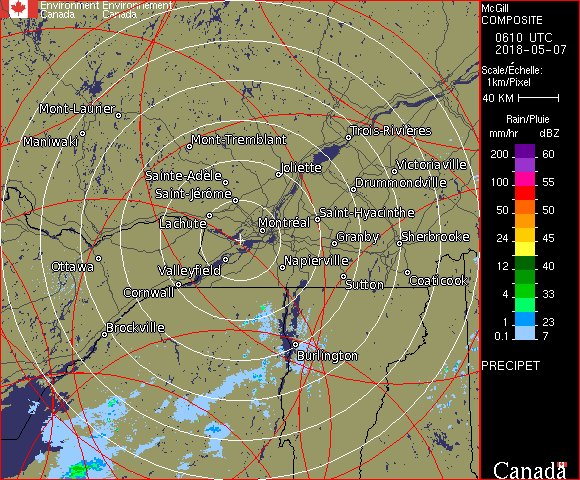 Environment Environnement
Canada Canada
McGill
COMPOSITE
0610 UTC
2018-05-07
Scale/Échelle:
1km/Pixel
40 KM
Rain/Pluie
mm/hr dBZ
200 60
150 57
100 55
50 50
24 45
12 40
4 33
1 23
0.1 7
PRECIPET
Mont-Laurier
Maniwaki
Mont-Tremblant
Trois-Rivières
Joliette
Victoriaville
Sainte-Adèle
Drummondville
Saint-Jérôme
Lachute
Montréal
Saint-Hyacinthe
Granby
Sherbrooke
Ottawa
Valleyfield
Napierville
Cornwall
Sutton
Coaticook
Brockville
Burlington
Canada